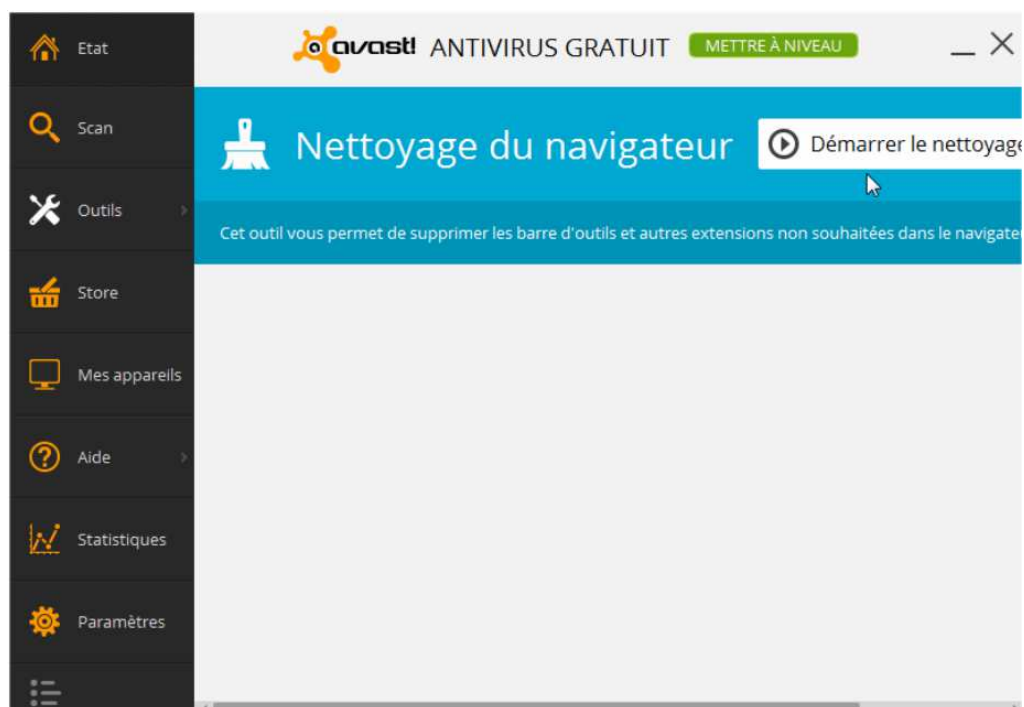 Etat
avast! ANTIVIRUS GRATUIT METTRE À NIVEAU
Scan
Nettoyage du navigateur
Démarrer le nettoyage
Outils
Cet outil vous permet de supprimer les barre d'outils et autres extensions non souhaitées dans le navigate
Store
Mes appareils
Aide
Statistiques
Paramètres